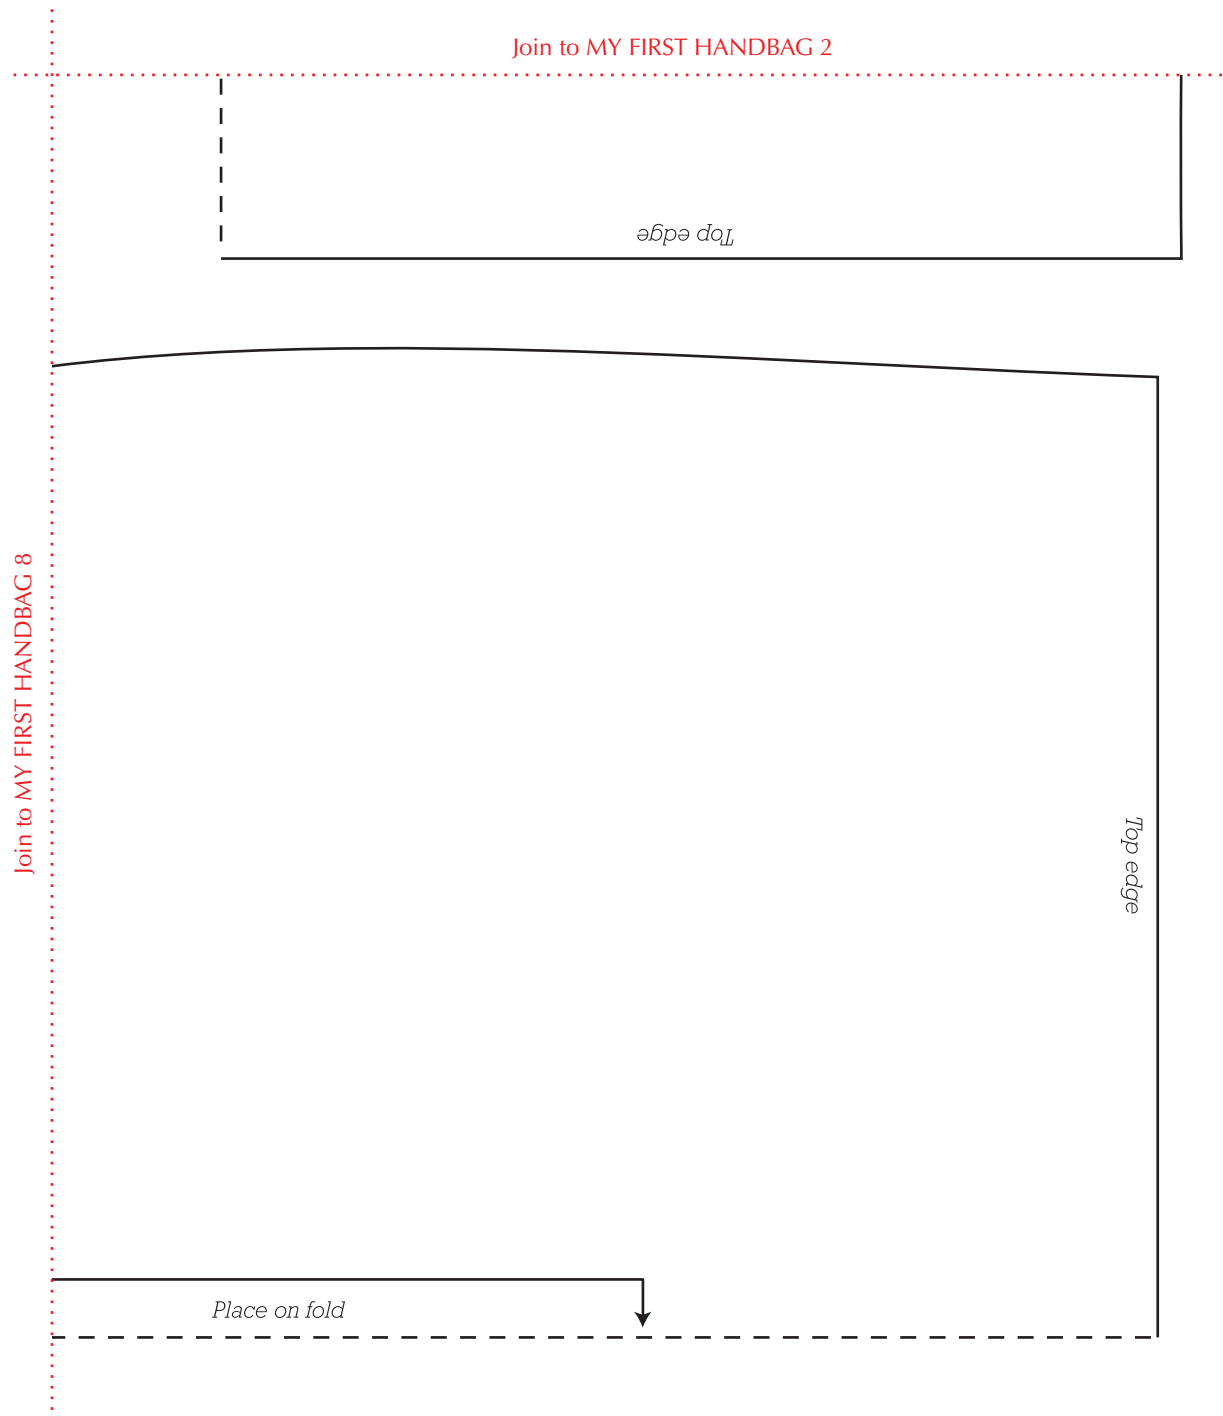 Join to MY FIRST HANDBAG 2
Top edge
Join to MY FIRST HANDBAG 8
Top edge
Place on fold